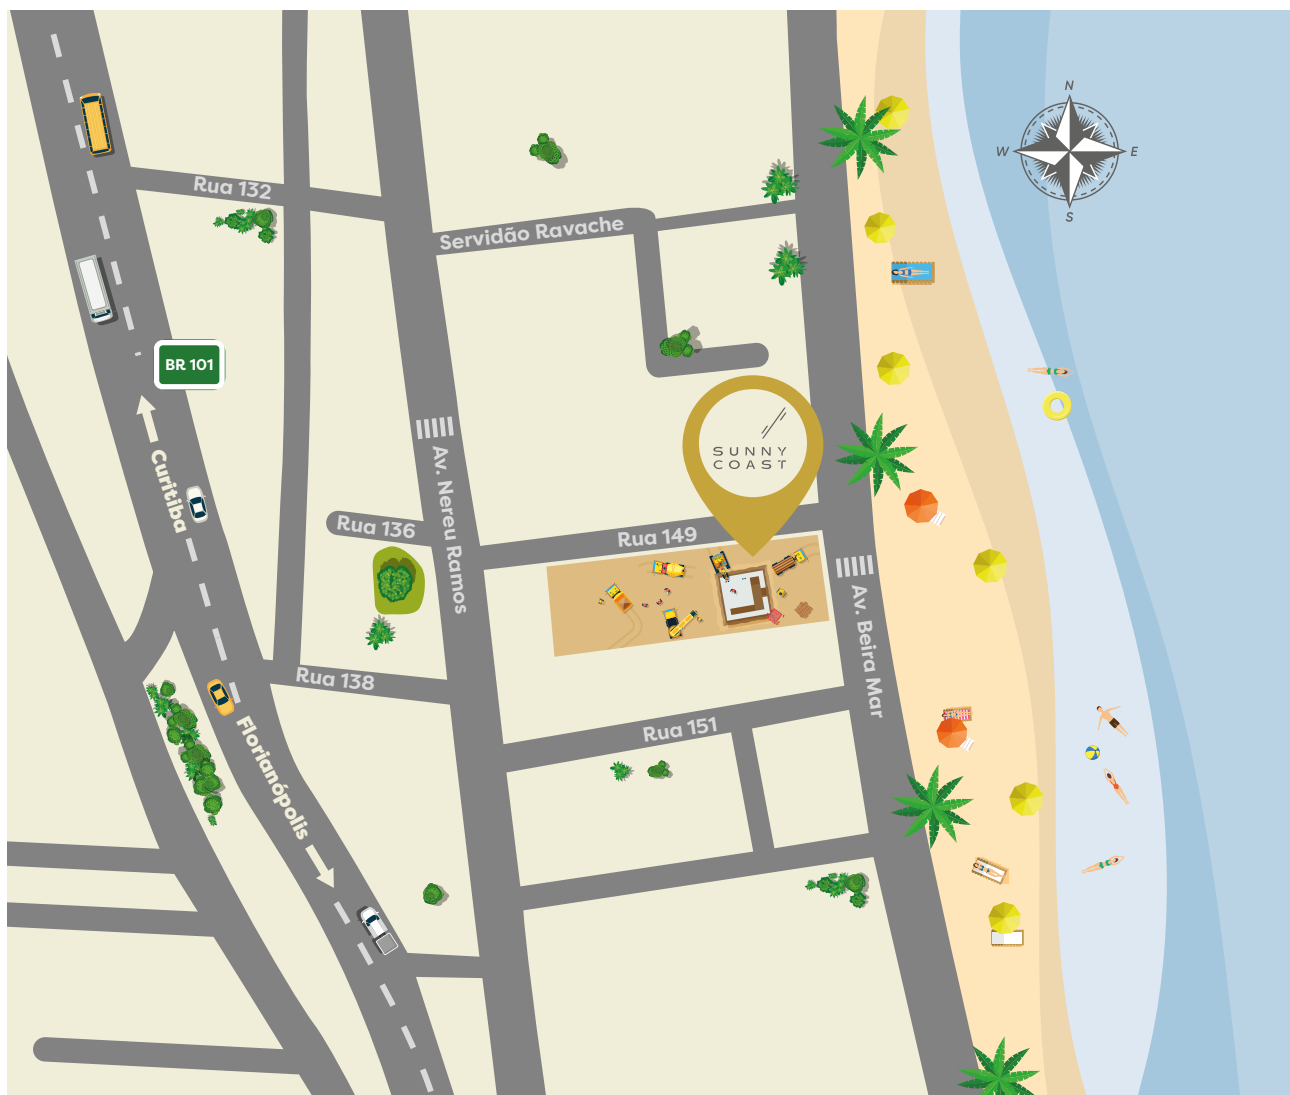 N
W
E
S
Rua 132
Servidão Ravache
BR 101
SUNNY
COAST
Curitiba
Av. Nereu Ramos
Rua 136
Rua 149
Av. Beira Mar
Rua 138
Rua 151
Florianópolis